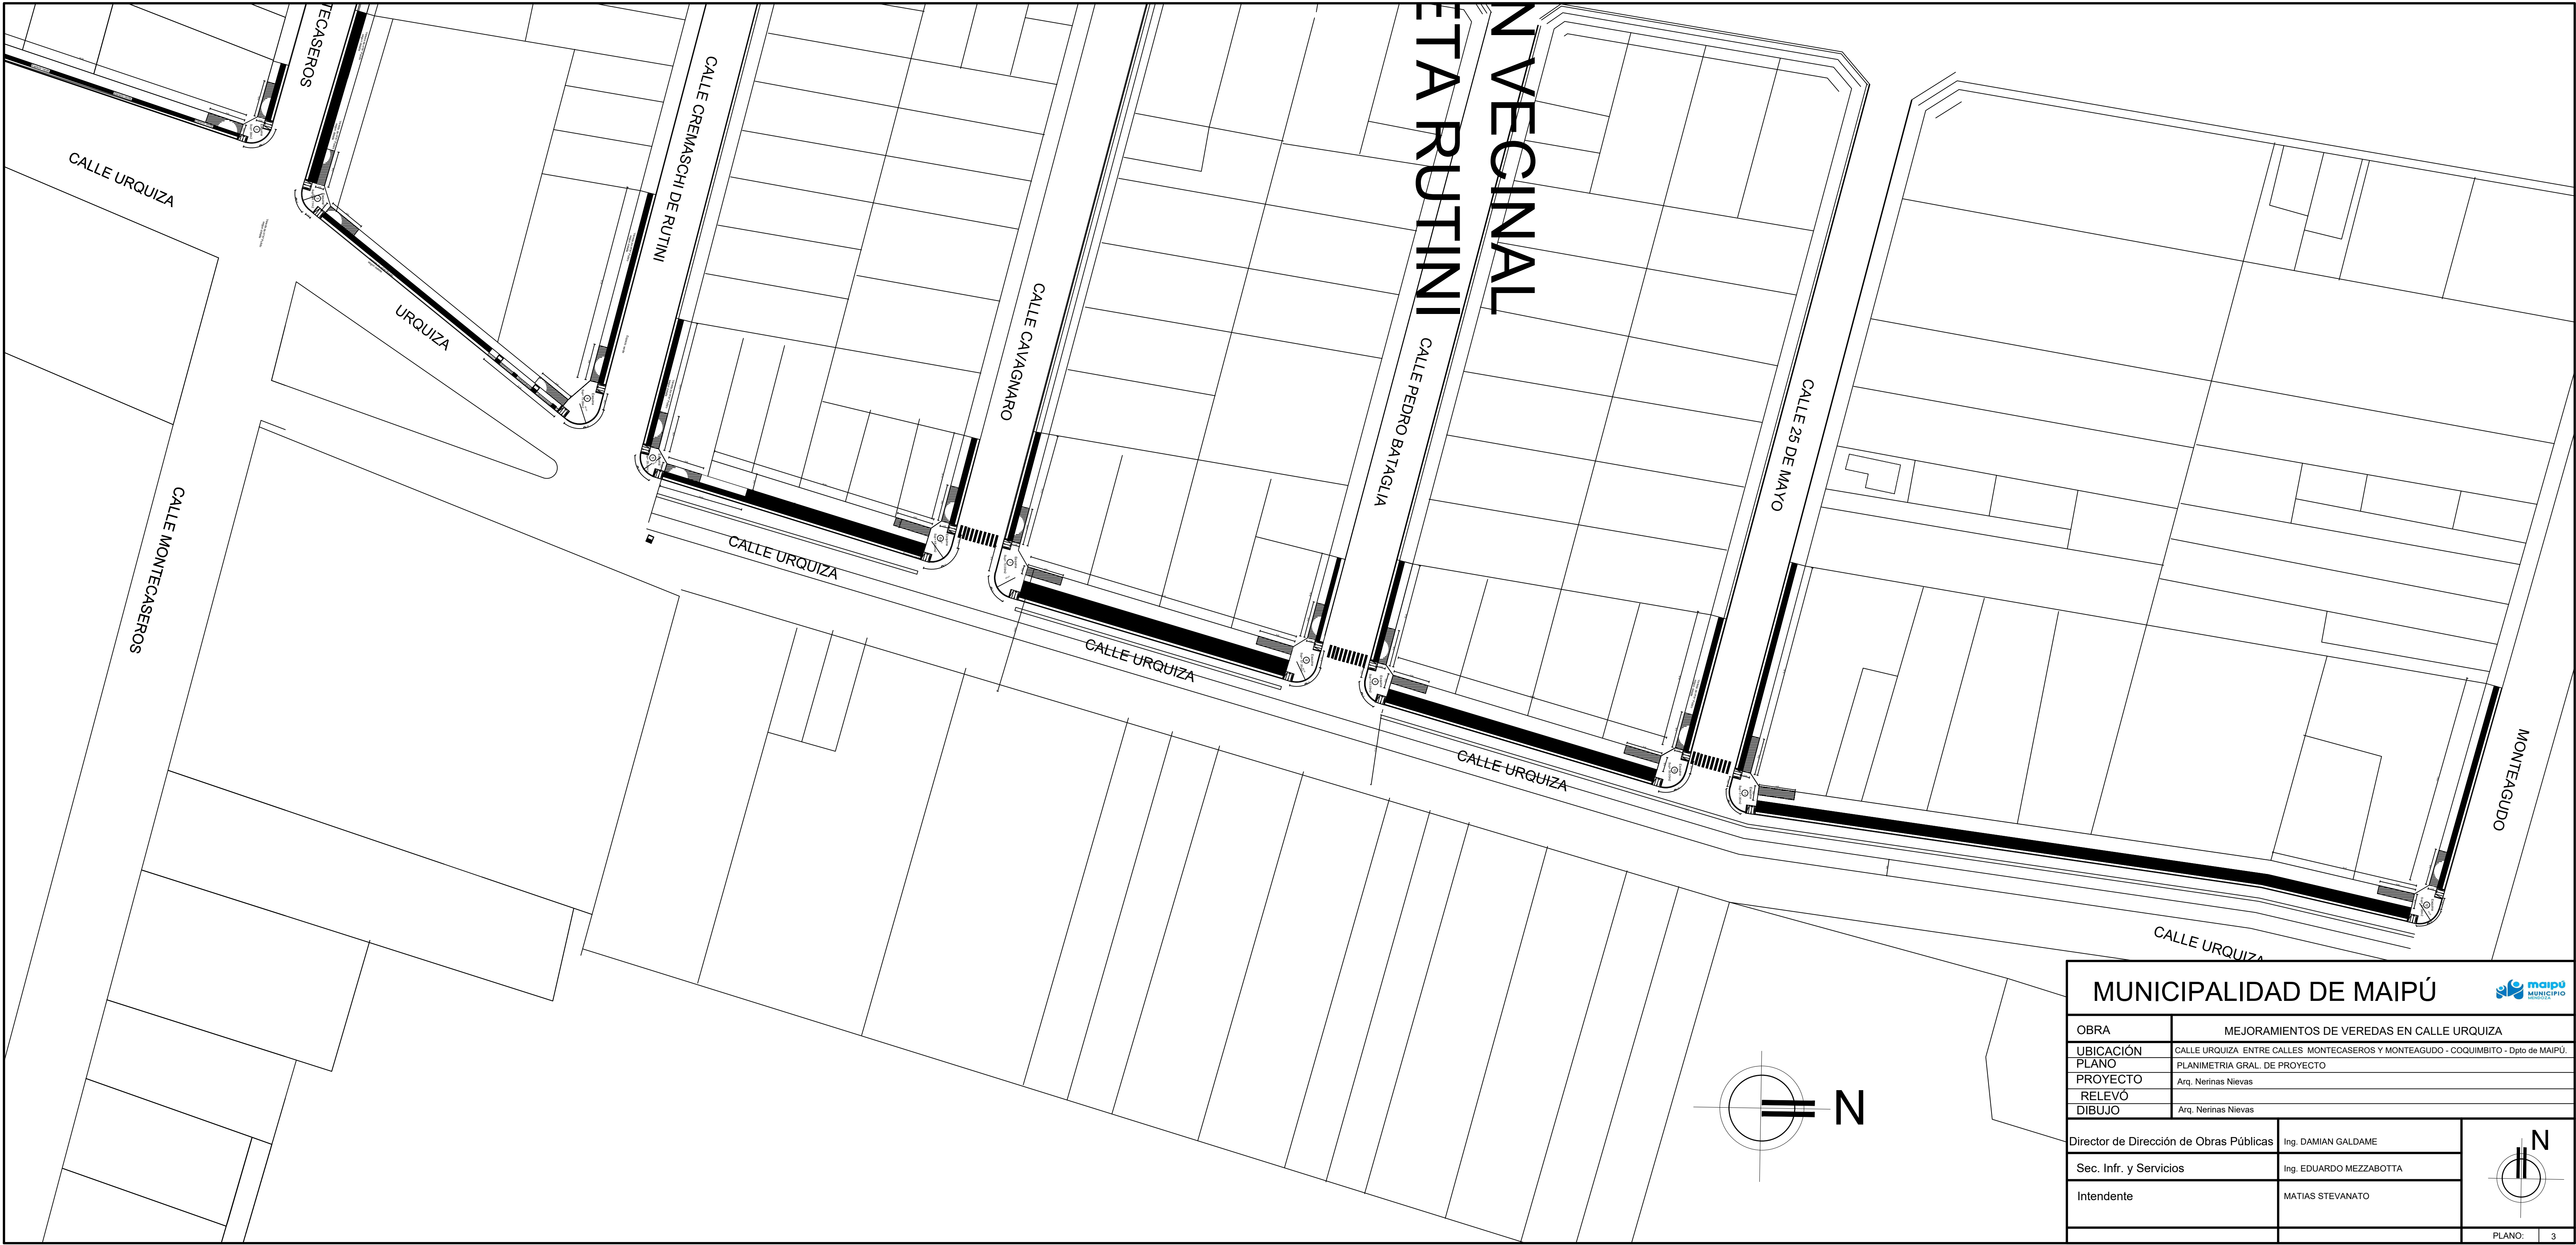 TECASEROS
CALLE URQUIZA
URQUIZA
CALLE CREMASCHI DE RUTINI
CALLE CAVAGNARO
N VECINAL
ETA RUTINI
CALLE PEDRO BATAGLIA
CALLE 25 DE MAYO
MONTEAGUDO
CALLE MONTECASEROS
CALLE URQUIZA
CALLE URQUIZA
CALLE URQUIZA
CALLE URQUIZA
N
MUNICIPALIDAD DE MAIPÚ
maipú
MUNICIPIO
MENDOZA
OBRA MEJORAMIENTOS DE VEREDAS EN CALLE URQUIZA
UBICACIÓN CALLE URQUIZA ENTRE CALLES MONTECASEROS Y MONTEAGUDO - COQUIMBITO - Dpto de MAIPÚ.
PLANO PLANIMETRIA GRAL. DE PROYECTO
PROYECTO Arq. Nerinas Nievas
RELEVÓ
DIBUJO Arq. Nerinas Nievas
Director de Dirección de Obras Públicas Ing. DAMIAN GALDAME
Sec. Infr. y Servicios Ing. EDUARDO MEZZABOTTA
Intendente MATIAS STEVANATO
N
PLANO: 3